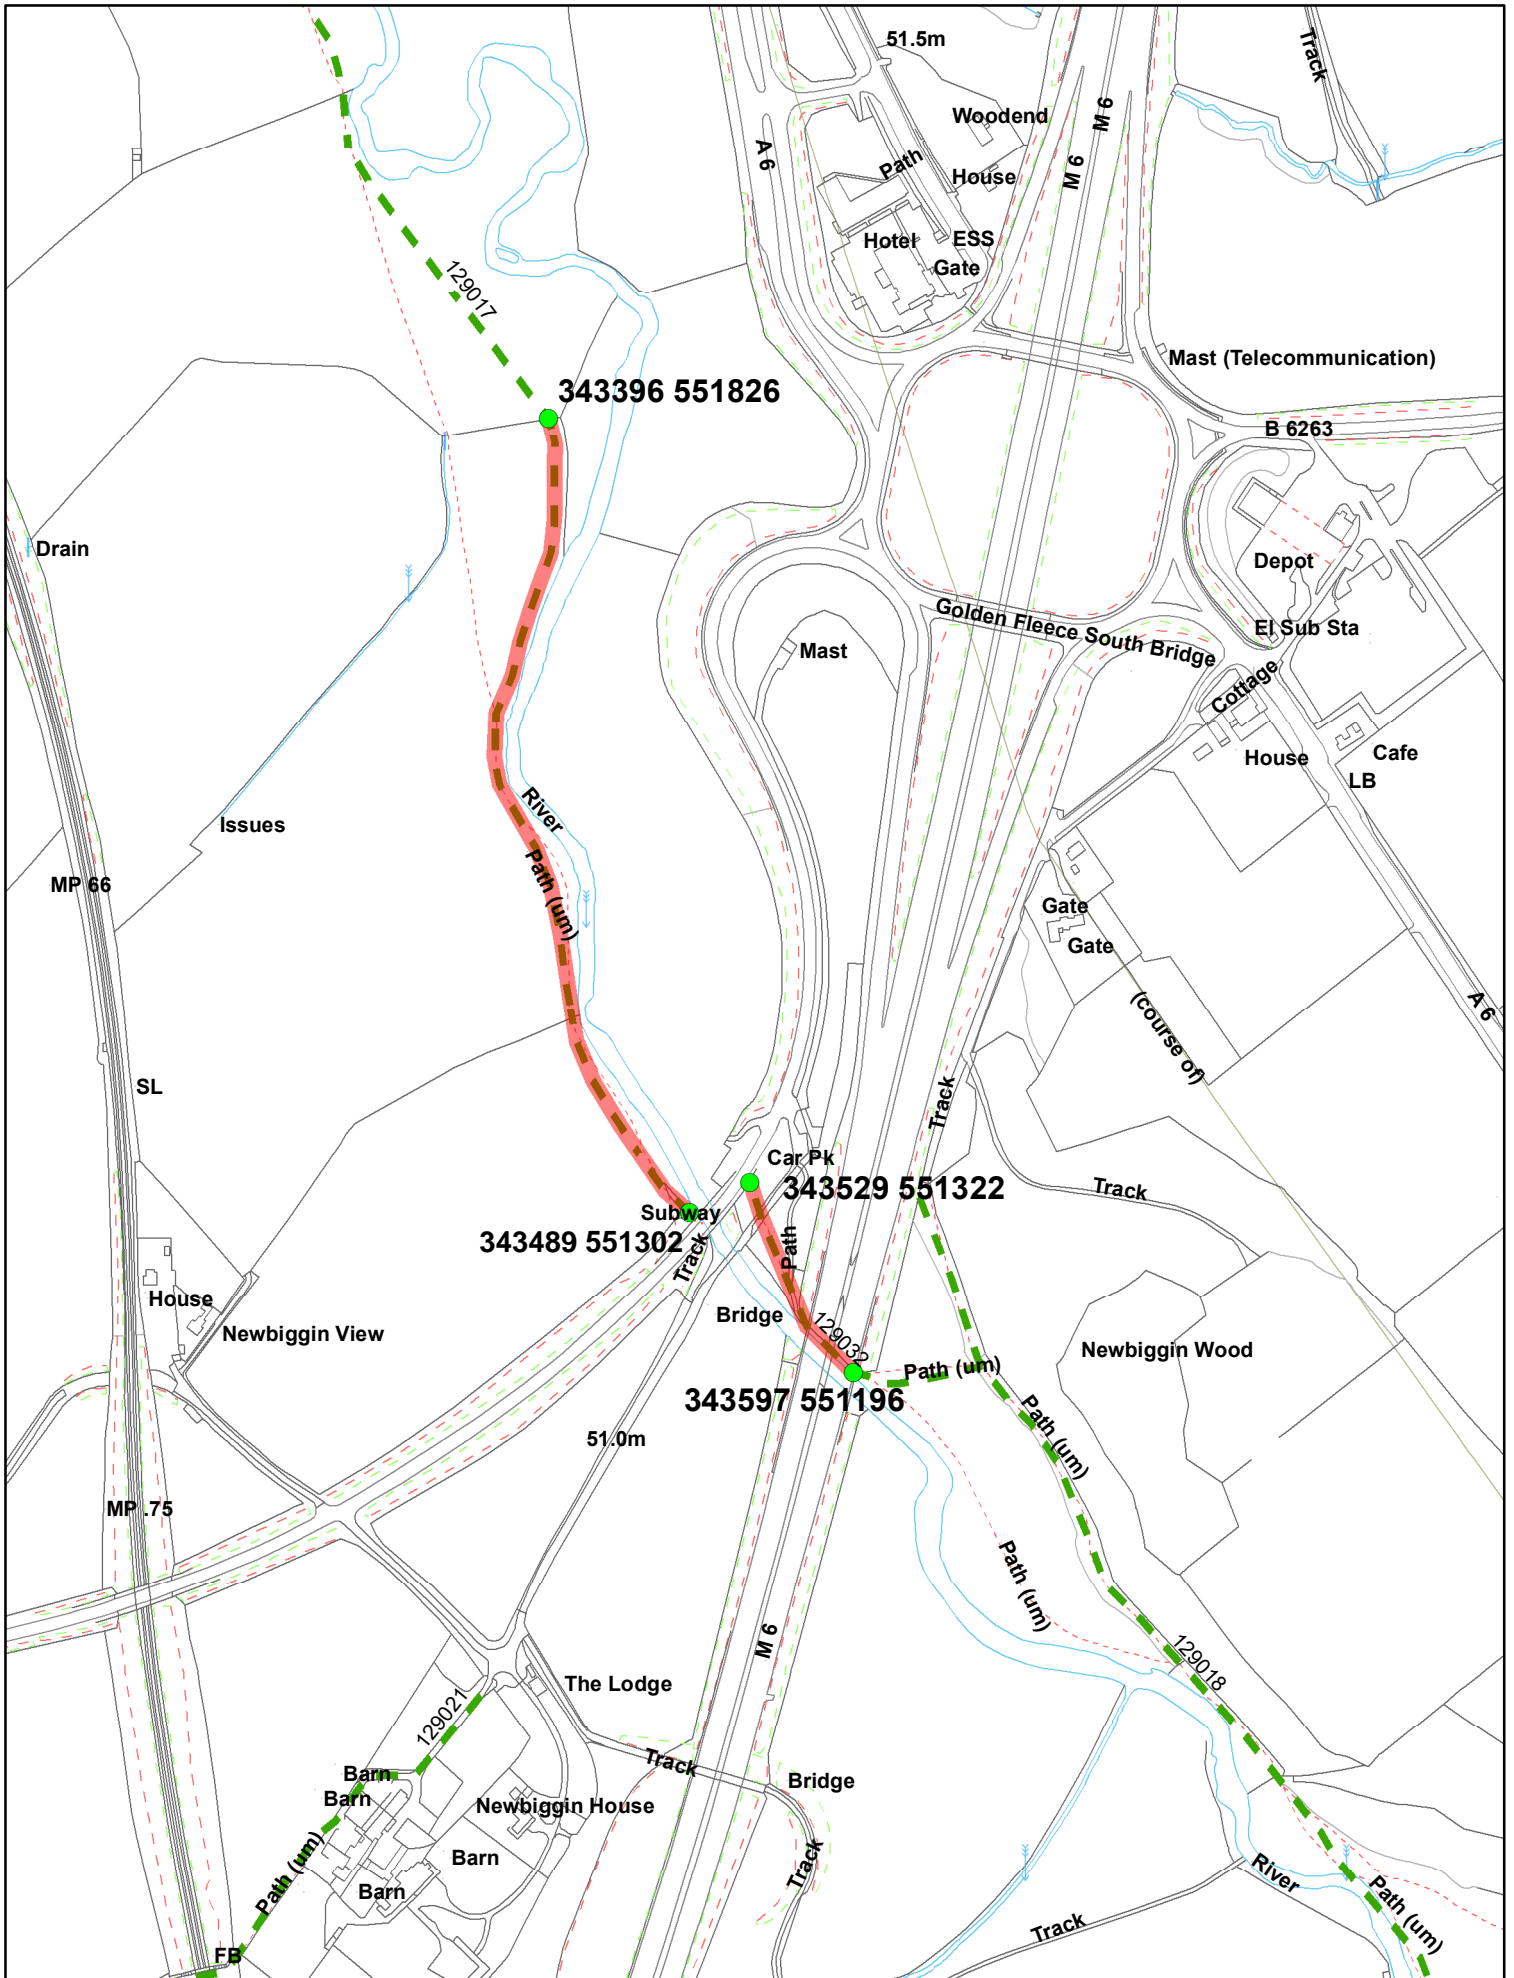 51.5m
Track
Woodend
M 6
A 6
Path
M 6
House
Hotel
ESS
Gate
129017
Mast (Telecommunication)
343396 551826
B 6263
Drain
Depot
Golden Fleece South Bridge
El Sub Sta
Mast
Cottage
House
Cafe
LB
River
Issues
Path (um)
MP 66
Gate
Gate
(course of)
A 6
SL
Track
Car Pk
343529 551322
Track
Subway
343489 551302
Track
Path
House
Newbiggin View
Bridge
129032
Newbiggin Wood
Path (um)
343597 551196
Path (um)
51.0m
MP .75
Path (um)
M 6
129018
The Lodge
129021
Track
Barn
Barn
Bridge
Newbiggin House
Path (um)
Barn
Track
Barn
River
Path (um)
Track
FB